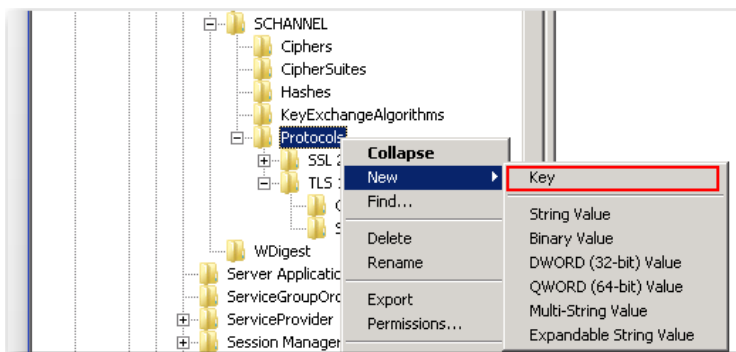 SCHANNEL
Ciphers
CipherSuites
Hashes
KeyExchangeAlgorithms
Protocols
SSL
TLS
WDigest
Server Applicatio
ServiceGroupOrd
ServiceProvider
Session Manager
Collapse
New
Find...
Delete
Rename
Export
Permissions...
Key
String Value
Binary Value
DWORD (32-bit) Value
QWORD (64-bit) Value
Multi-String Value
Expandable String Value